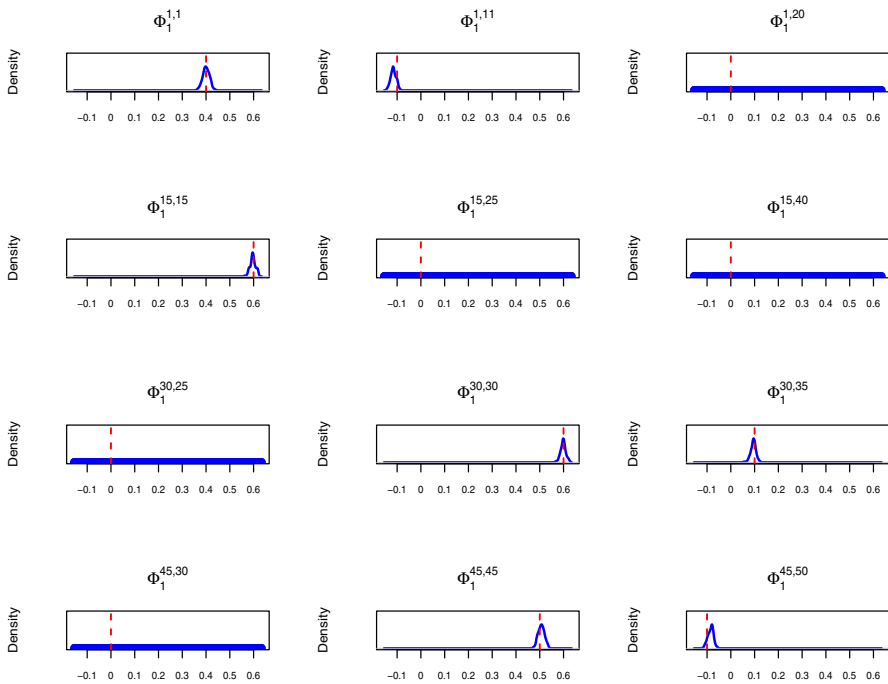 Φ₁^{1,1} Φ₁^{1,11} Φ₁^{1,20}
Density Density Density
−0.1 0 0.1 0.2 0.3 0.4 0.5 0.6 −0.1 0 0.1 0.2 0.3 0.4 0.5 0.6 −0.1 0 0.1 0.2 0.3 0.4 0.5 0.6
Φ₁^{15,15} Φ₁^{15,25} Φ₁^{15,40}
Density Density Density
−0.1 0 0.1 0.2 0.3 0.4 0.5 0.6 −0.1 0 0.1 0.2 0.3 0.4 0.5 0.6 −0.1 0 0.1 0.2 0.3 0.4 0.5 0.6
Φ₁^{30,25} Φ₁^{30,30} Φ₁^{30,35}
Density Density Density
−0.1 0 0.1 0.2 0.3 0.4 0.5 0.6 −0.1 0 0.1 0.2 0.3 0.4 0.5 0.6 −0.1 0 0.1 0.2 0.3 0.4 0.5 0.6
Φ₁^{45,30} Φ₁^{45,45} Φ₁^{45,50}
Density Density Density
−0.1 0 0.1 0.2 0.3 0.4 0.5 0.6 −0.1 0 0.1 0.2 0.3 0.4 0.5 0.6 −0.1 0 0.1 0.2 0.3 0.4 0.5 0.6